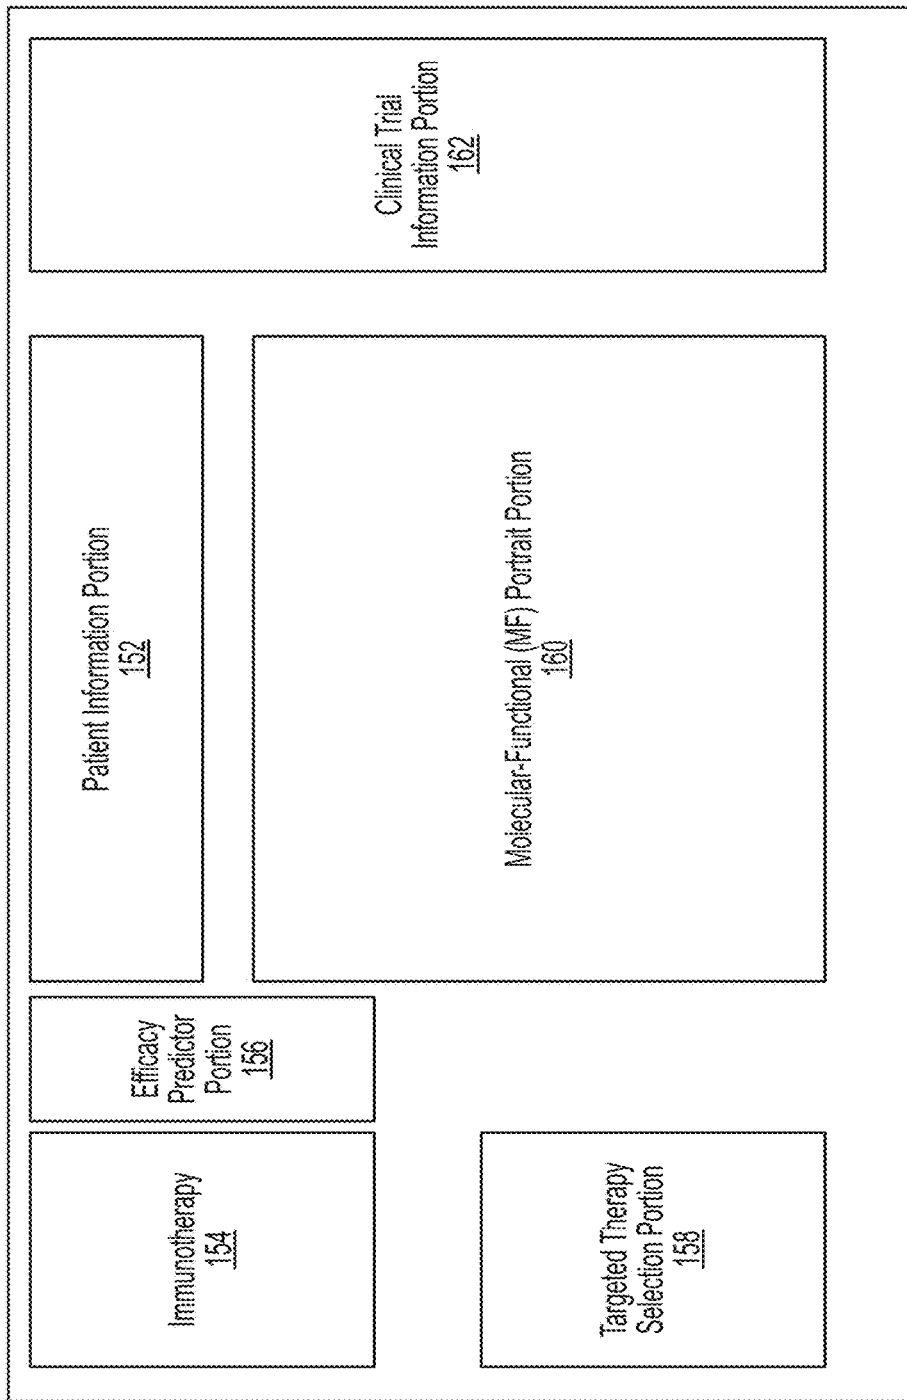 Immunotherapy
154
Efficacy
Predictor
Portion
156
Patient Information Portion
152
Clinical Trial
Information Portion
162
Targeted Therapy
Selection Portion
158
Molecular-Functional (MF) Portrait Portion
160